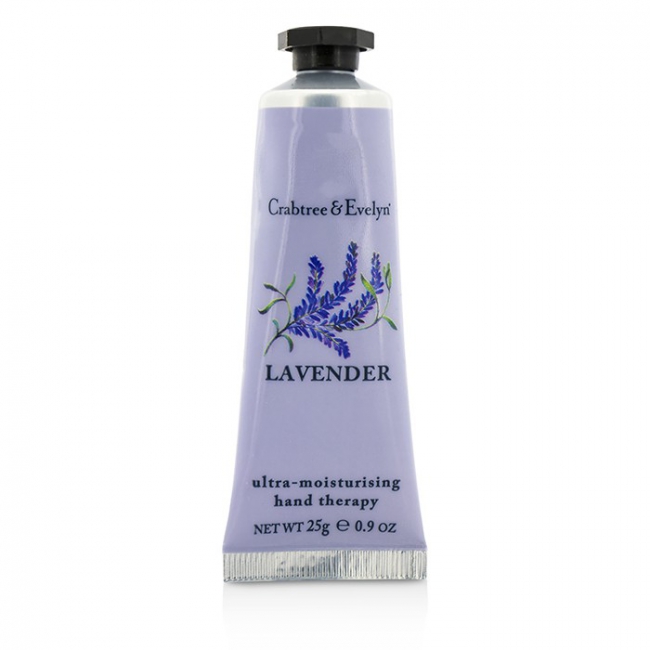 Crabtree & Evelyn®
LAVENDER
ultra-moisturising
hand therapy
NET WT 25g ℮ 0.9 OZ